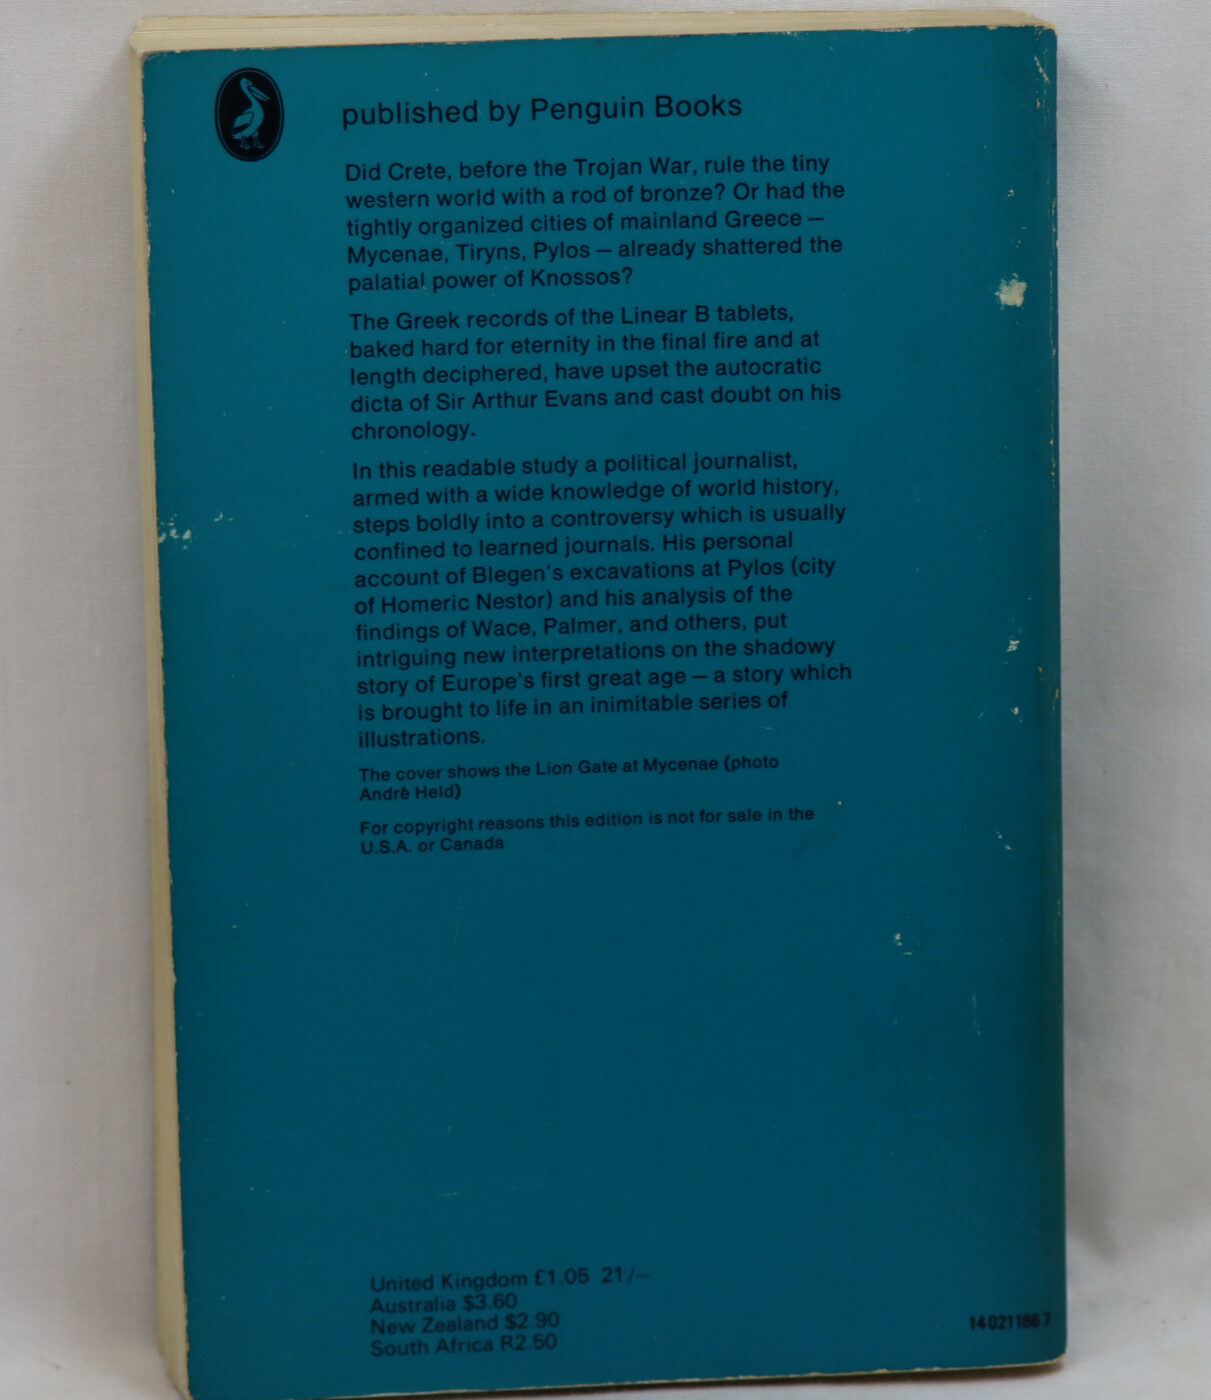 published by Penguin Books
Did Crete, before the Trojan War, rule the tiny
western world with a rod of bronze? Or had the
tightly organized cities of mainland Greece –
Mycenae, Tiryns, Pylos – already shattered the
palatial power of Knossos?
The Greek records of the Linear B tablets,
baked hard for eternity in the final fire and at
length deciphered, have upset the autocratic
dicta of Sir Arthur Evans and cast doubt on his
chronology.
In this readable study a political journalist,
armed with a wide knowledge of world history,
steps boldly into a controversy which is usually
confined to learned journals. His personal
account of Blegen's excavations at Pylos (city
of Homeric Nestor) and his analysis of the
findings of Wace, Palmer, and others, put
intriguing new interpretations on the shadowy
story of Europe's first great age – a story which
is brought to life in an inimitable series of
illustrations.
The cover shows the Lion Gate at Mycenae (photo
André Held)
For copyright reasons this edition is not for sale in the
U.S.A. or Canada
United Kingdom £1.05 21/–
Australia $3.60
New Zealand $2.90
South Africa R2.50
14 021166 7